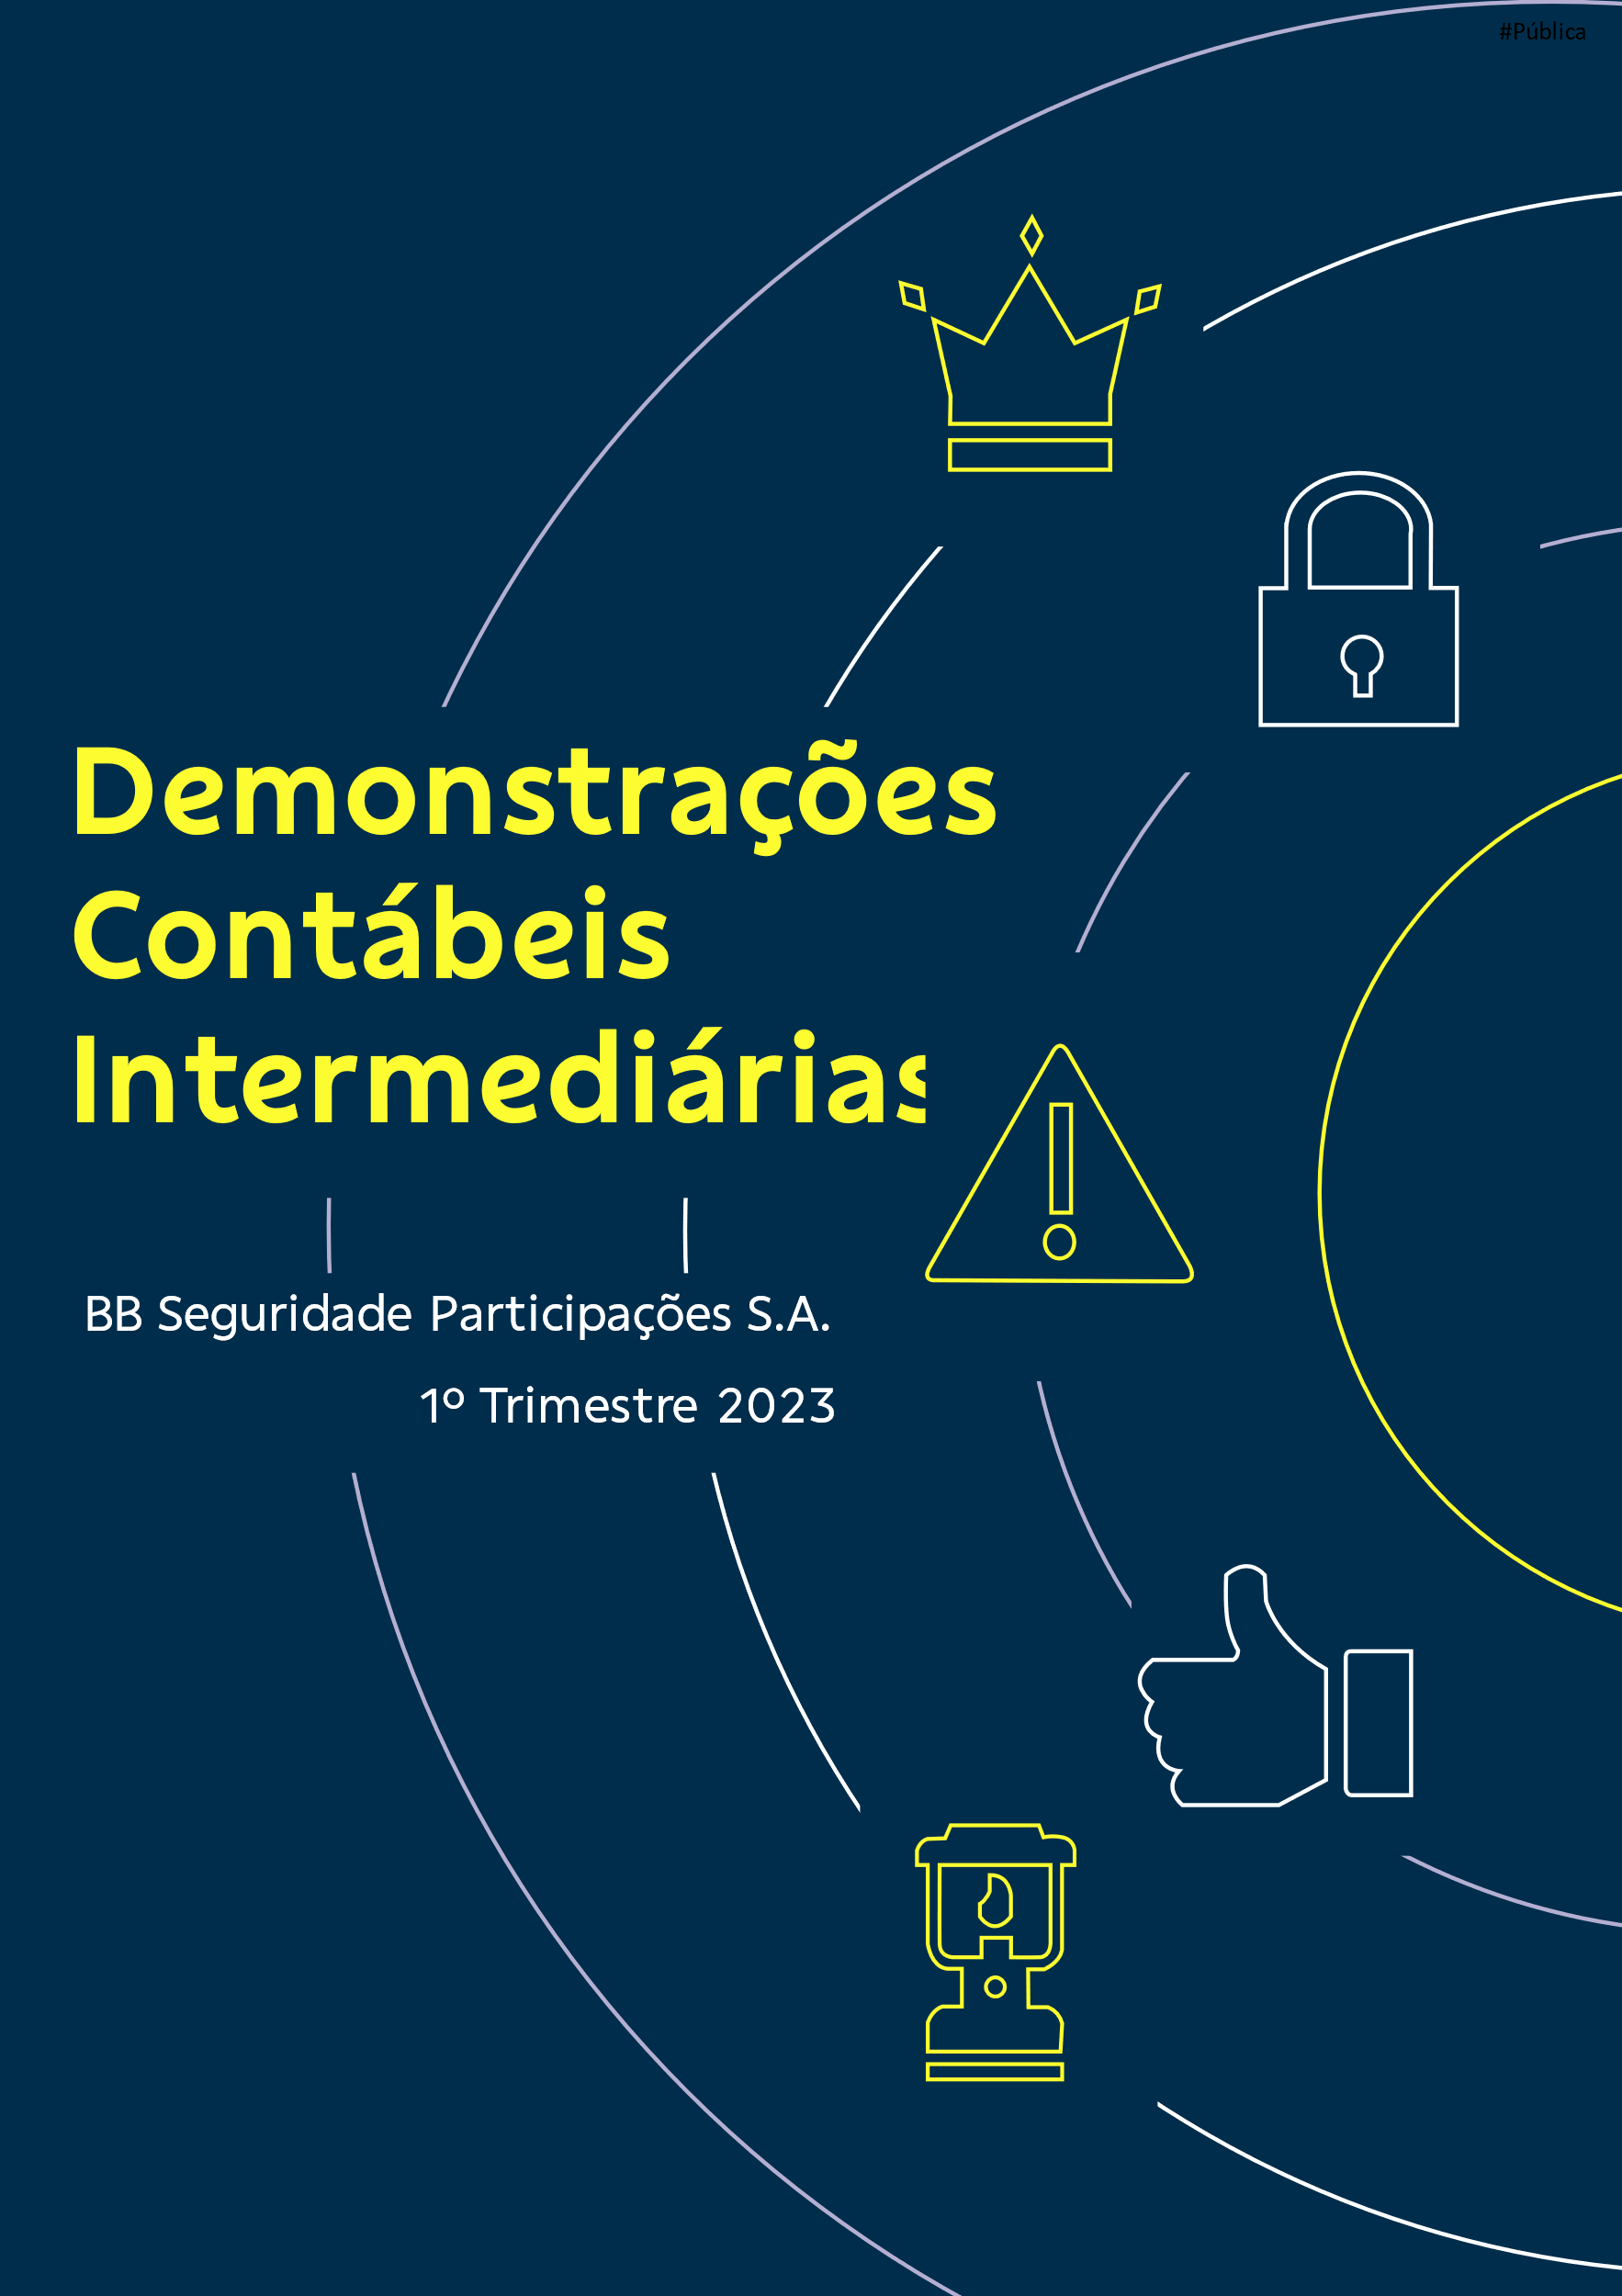 #Pública
Demonstrações
Contábeis
Intermediárias
BB Seguridade Participações S.A.
1º Trimestre 2023